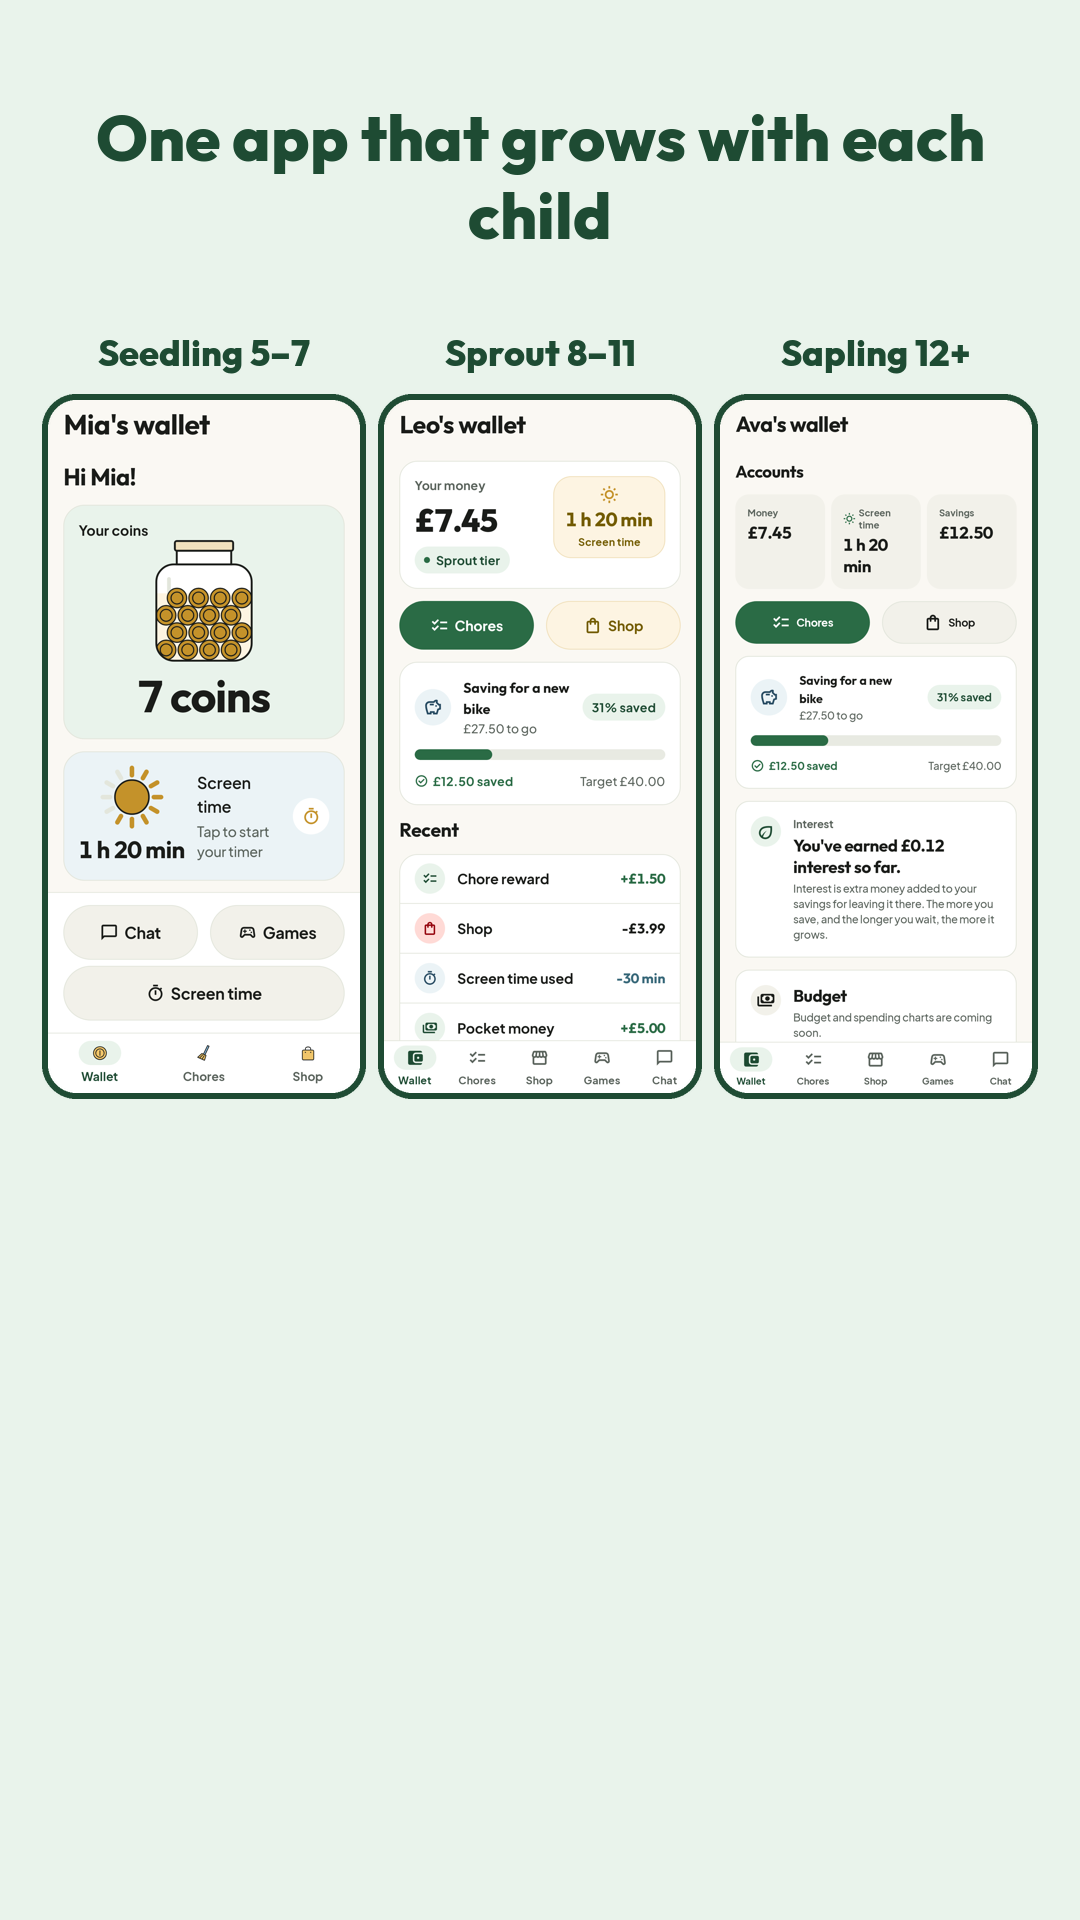 One app that grows with each
child
Seedling 5–7
Mia's wallet
Hi Mia!
Your coins
7 coins
1 h 20 min
Screen
time
Tap to start
your timer
Chat
Games
Screen time
Wallet
Chores
Shop
Sprout 8–11
Leo's wallet
Your money
£7.45
Sprout tier
1 h 20 min
Screen time
Chores
Shop
Saving for a new
bike
£27.50 to go
31% saved
£12.50 saved
Target £40.00
Recent
Chore reward
+£1.50
Shop
-£3.99
Screen time used
-30 min
Pocket money
+£5.00
Wallet
Chores
Shop
Games
Chat
Sapling 12+
Ava's wallet
Accounts
Money
£7.45
Screen
time
1 h 20
min
Savings
£12.50
Chores
Shop
Saving for a new
bike
£27.50 to go
31% saved
£12.50 saved
Target £40.00
Interest
You've earned £0.12
interest so far.
Interest is extra money added to your
savings for leaving it there. The more you
save, and the longer you wait, the more it
grows.
Budget
Budget and spending charts are coming
soon.
Wallet
Chores
Shop
Games
Chat